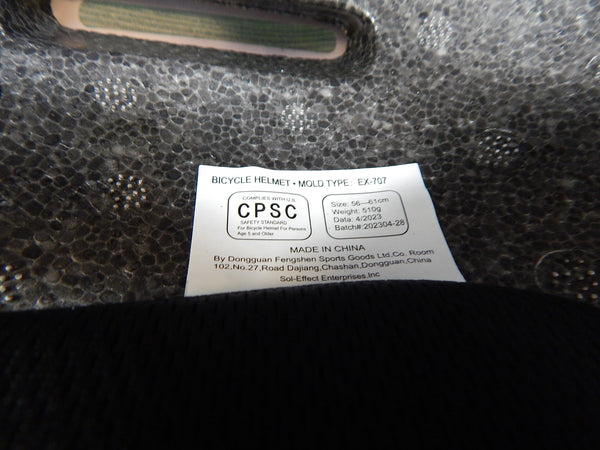 BICYCLE HELMET • MOLD TYPE: EX-707
COMPLIES WITH U.S.
CPSC
SAFETY STANDARD
For Bicycle Helmet For Persons
Age 5 and Older
Size: 56—61cm
Weight: 510g
Date: 4/2023
Batch#:202304-28
MADE IN CHINA
By Dongguan Fengshen Sports Goods Ltd,Co. Room
102,No.27,Road Dajiang,Chashan,Dongguan,China
Sol-Effect Enterprises,Inc